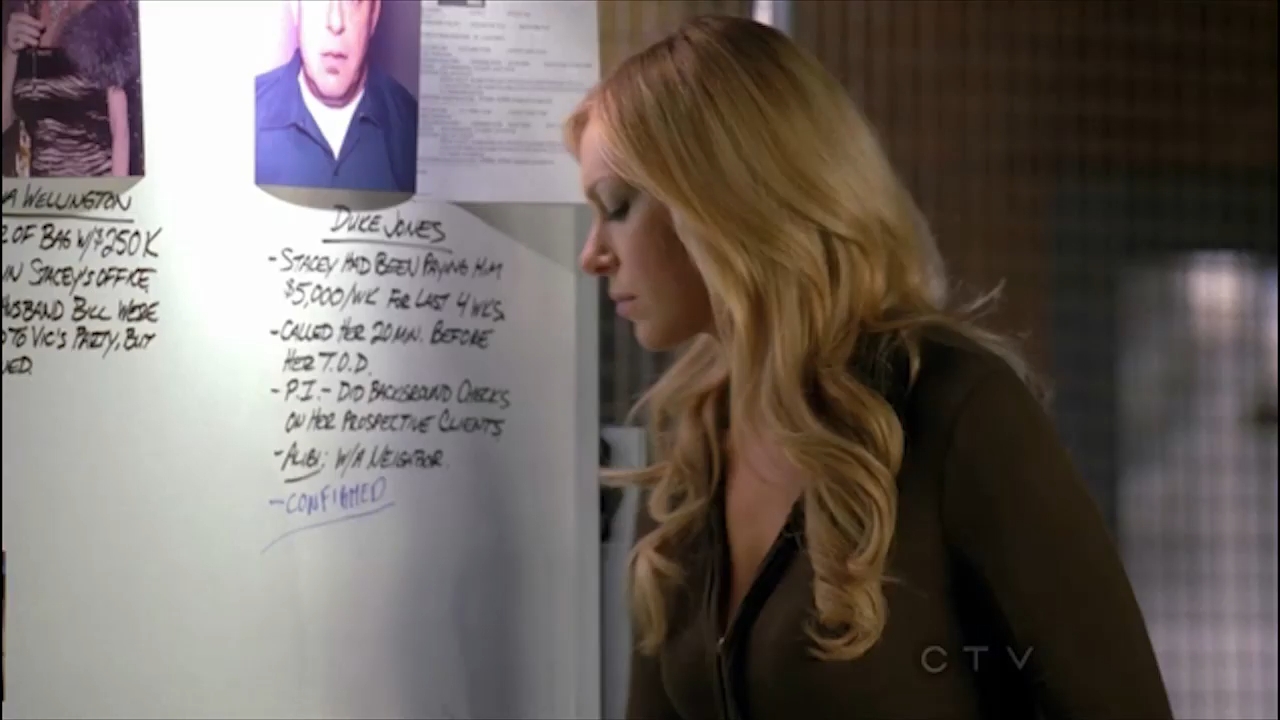 A WELLINGTON
R OF BAG W/$250K
IN STACEY'S OFFICE,
HUSBAND BILL WERE
TO VIC'S PARTY, BUT
DUKE JONES
- STACEY HAD BEEN PAYING HIM
$5,000/WK FOR LAST 4 WKS.
- CALLED HER 20 MN. BEFORE
HER T.O.D.
- P.I. - DID BACKGROUND CHECKS
ON HER PROSPECTIVE CLIENTS
- ALIBI: W/A NEIGHBOR.
- CONFIRMED
CTV